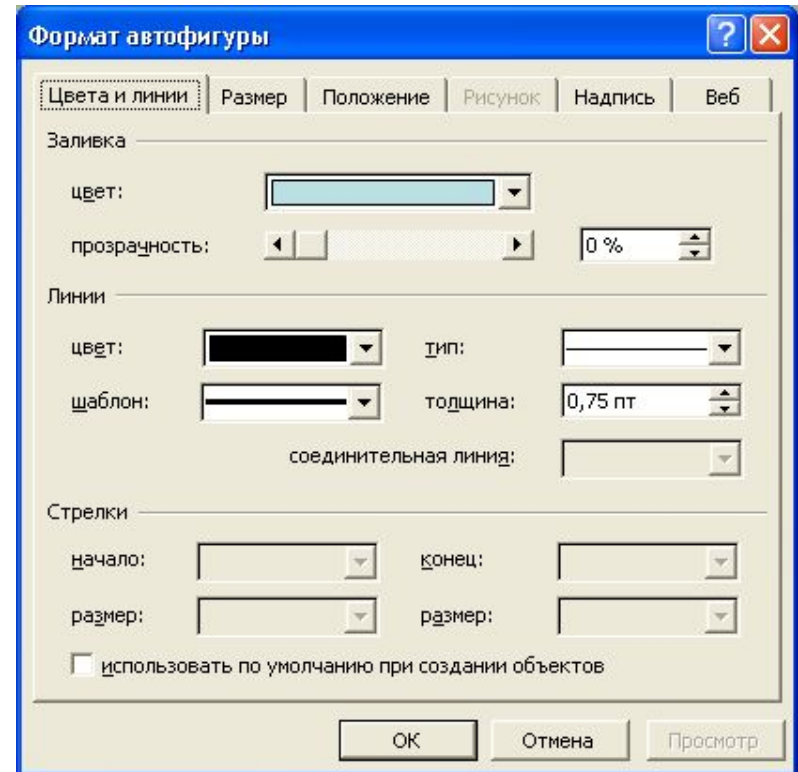 Формат автофигуры
Цвета и линии Размер Положение Рисунок Надпись Веб
Заливка
цвет:
прозрачность: 0 %
Линии
цвет: тип:
шаблон: толщина: 0,75 пт
соединительная линия:
Стрелки
начало: конец:
размер: размер:
использовать по умолчанию при создании объектов
ОК Отмена Просмотр